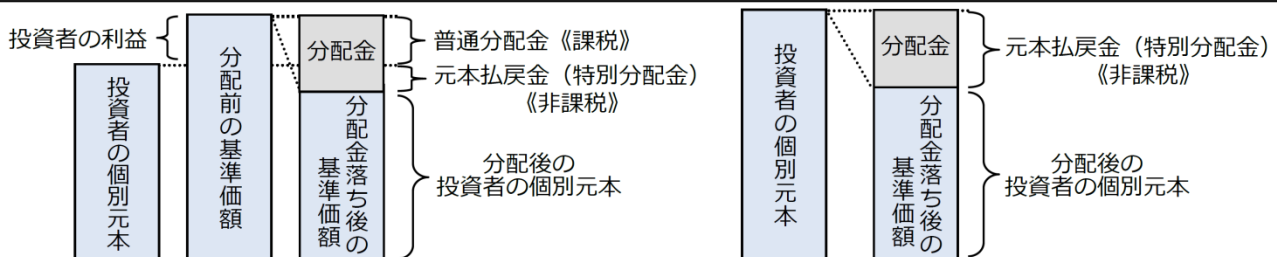 投資者の利益
投資者の個別元本
分配前の基準価額
分配金
分配金落ち後の
基準価額
普通分配金《課税》
元本払戻金(特別分配金)
《非課税》
分配後の
投資者の個別元本
投資者の個別元本
分配金
分配金落ち後の
基準価額
元本払戻金(特別分配金)
《非課税》
分配後の
投資者の個別元本